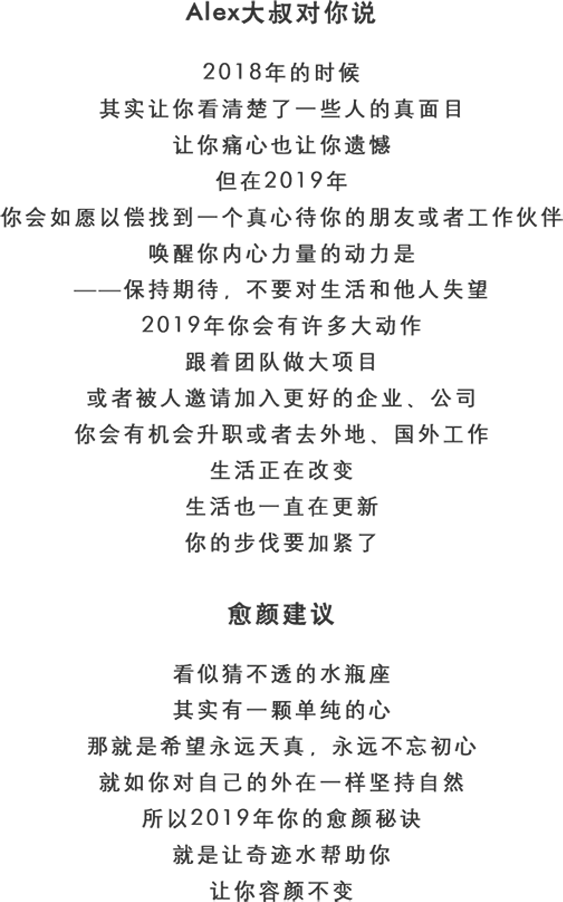 Alex大叔对你说
2018年的时候
其实让你看清楚了一些人的真面目
让你痛心也让你遗憾
但在2019年
你会如愿以偿找到一个真心待你的朋友或者工作伙伴
唤醒你内心力量的动力是
——保持期待，不要对生活和他人失望
2019年你会有许多大动作
跟着团队做大项目
或者被人邀请加入更好的企业、公司
你会有机会升职或者去外地、国外工作
生活正在改变
生活也一直在更新
你的步伐要加紧了
愈颜建议
看似猜不透的水瓶座
其实有一颗单纯的心
那就是希望永远天真，永远不忘初心
就如你对自己的外在一样坚持自然
所以2019年你的愈颜秘诀
就是让奇迹水帮助你
让你容颜不变